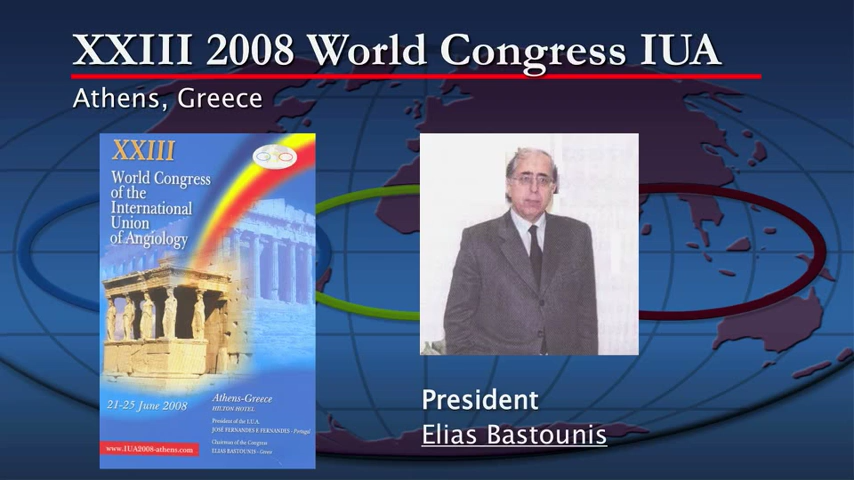 XXIII 2008 World Congress IUA
Athens, Greece
XXIII
World Congress
of the
International
Union
of Angiology
21-25 June 2008
Athens-Greece
HILTON HOTEL
President of the I.U.A.
JOSÉ FERNANDES E FERNANDES - Portugal
Chairman of the Congress
ELIAS BASTOUNIS - Greece
www.IUA2008-athens.com
President
Elias Bastounis